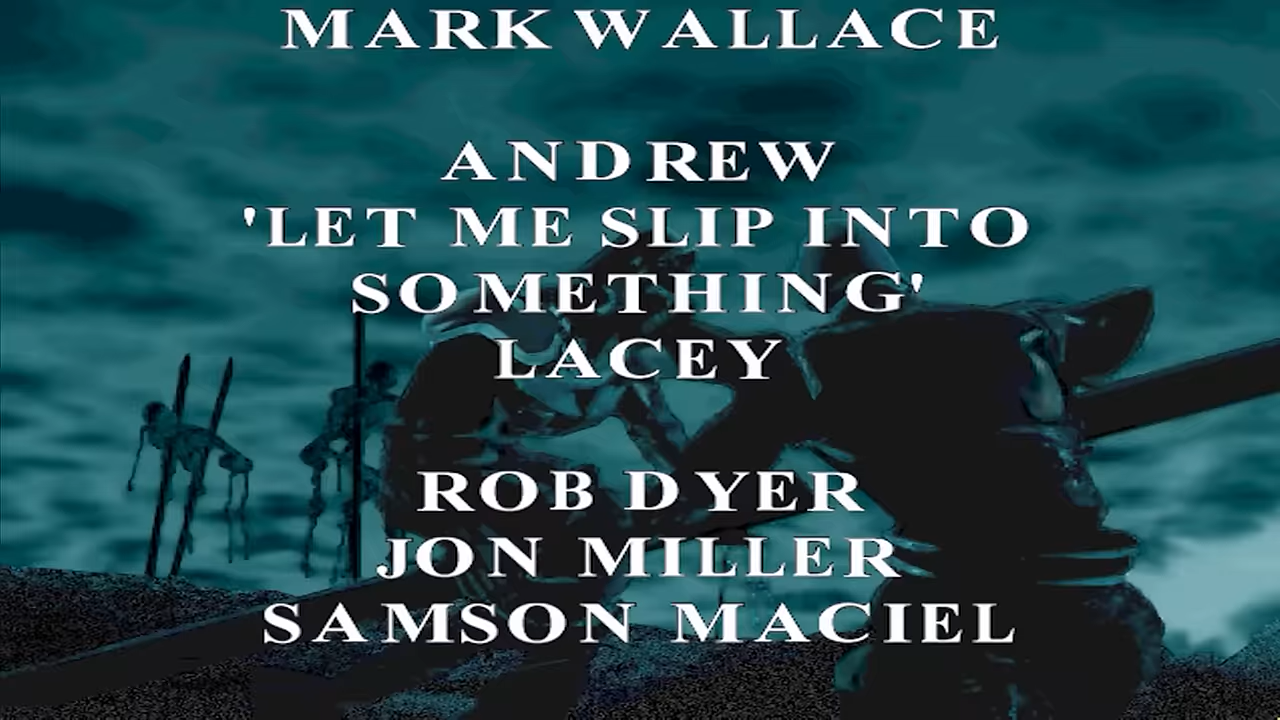 MARK WALLACE
ANDREW
'LET ME SLIP INTO
SOMETHING'
LACEY
ROB DYER
JON MILLER
SAMSON MACIEL